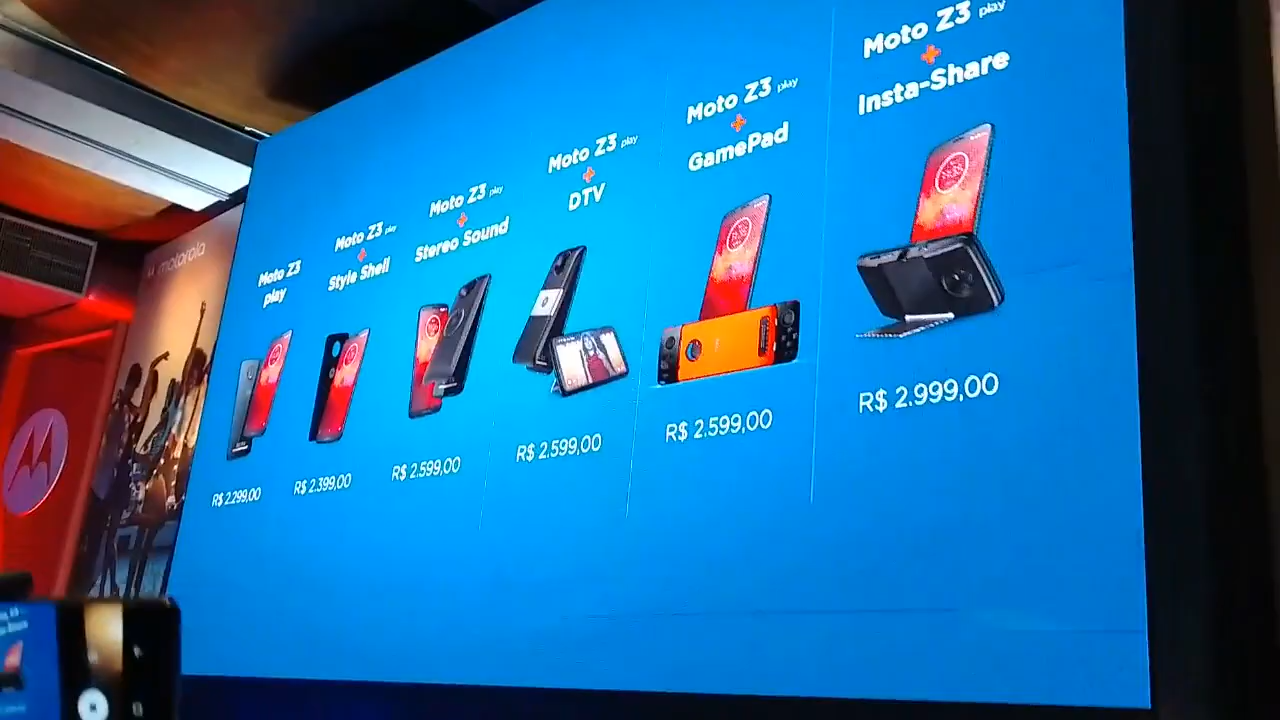 motorola
Moto Z3
play
R$ 2.299,00
Moto Z3 play
+
Style Shell
R$ 2.399,00
Moto Z3 play
+
Stereo Sound
R$ 2.599,00
Moto Z3 play
+
DTV
R$ 2.599,00
Moto Z3 play
+
GamePad
R$ 2.599,00
Moto Z3 play
+
Insta-Share
R$ 2.999,00